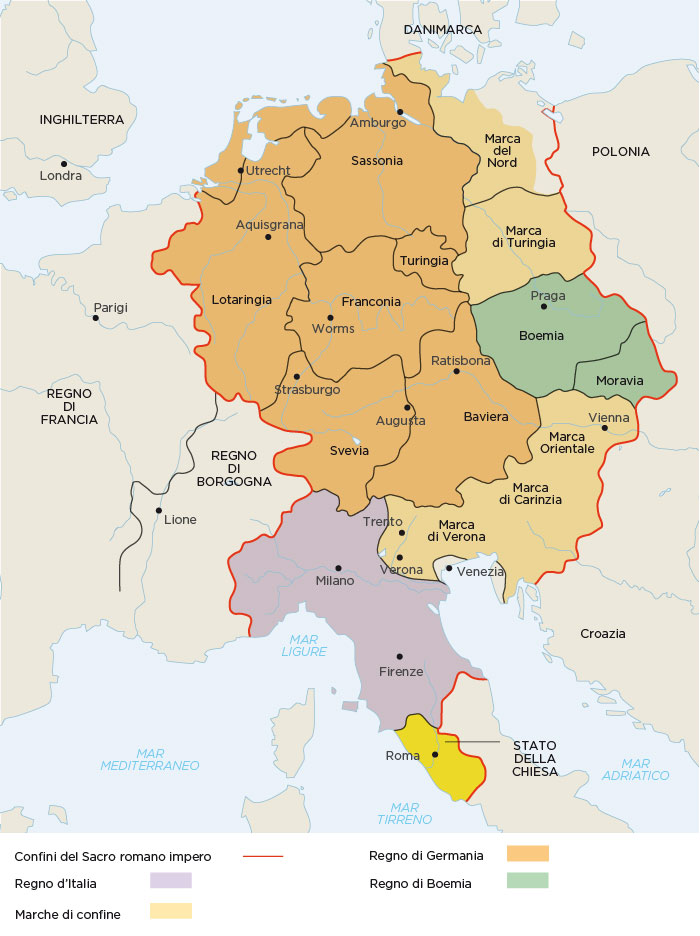 DANIMARCA
INGHILTERRA
Londra
Amburgo
Sassonia
Marca
del
Nord
POLONIA
Utrecht
Aquisgrana
Marca
di Turingia
Turingia
Lotaringia
Franconia
Worms
Praga
Boemia
Parigi
Ratisbona
Moravia
Strasburgo
REGNO
DI
FRANCIA
Augusta
Baviera
Vienna
Marca
Orientale
Svevia
REGNO
DI
BORGOGNA
Marca
di Carinzia
Lione
Trento
Marca
di Verona
Verona
Venezia
Milano
Croazia
MAR
LIGURE
Firenze
STATO
DELLA
CHIESA
Roma
MAR
MEDITERRANEO
MAR
ADRIATICO
MAR
TIRRENO
Confini del Sacro romano impero
Regno di Germania
Regno d'Italia
Regno di Boemia
Marche di confine